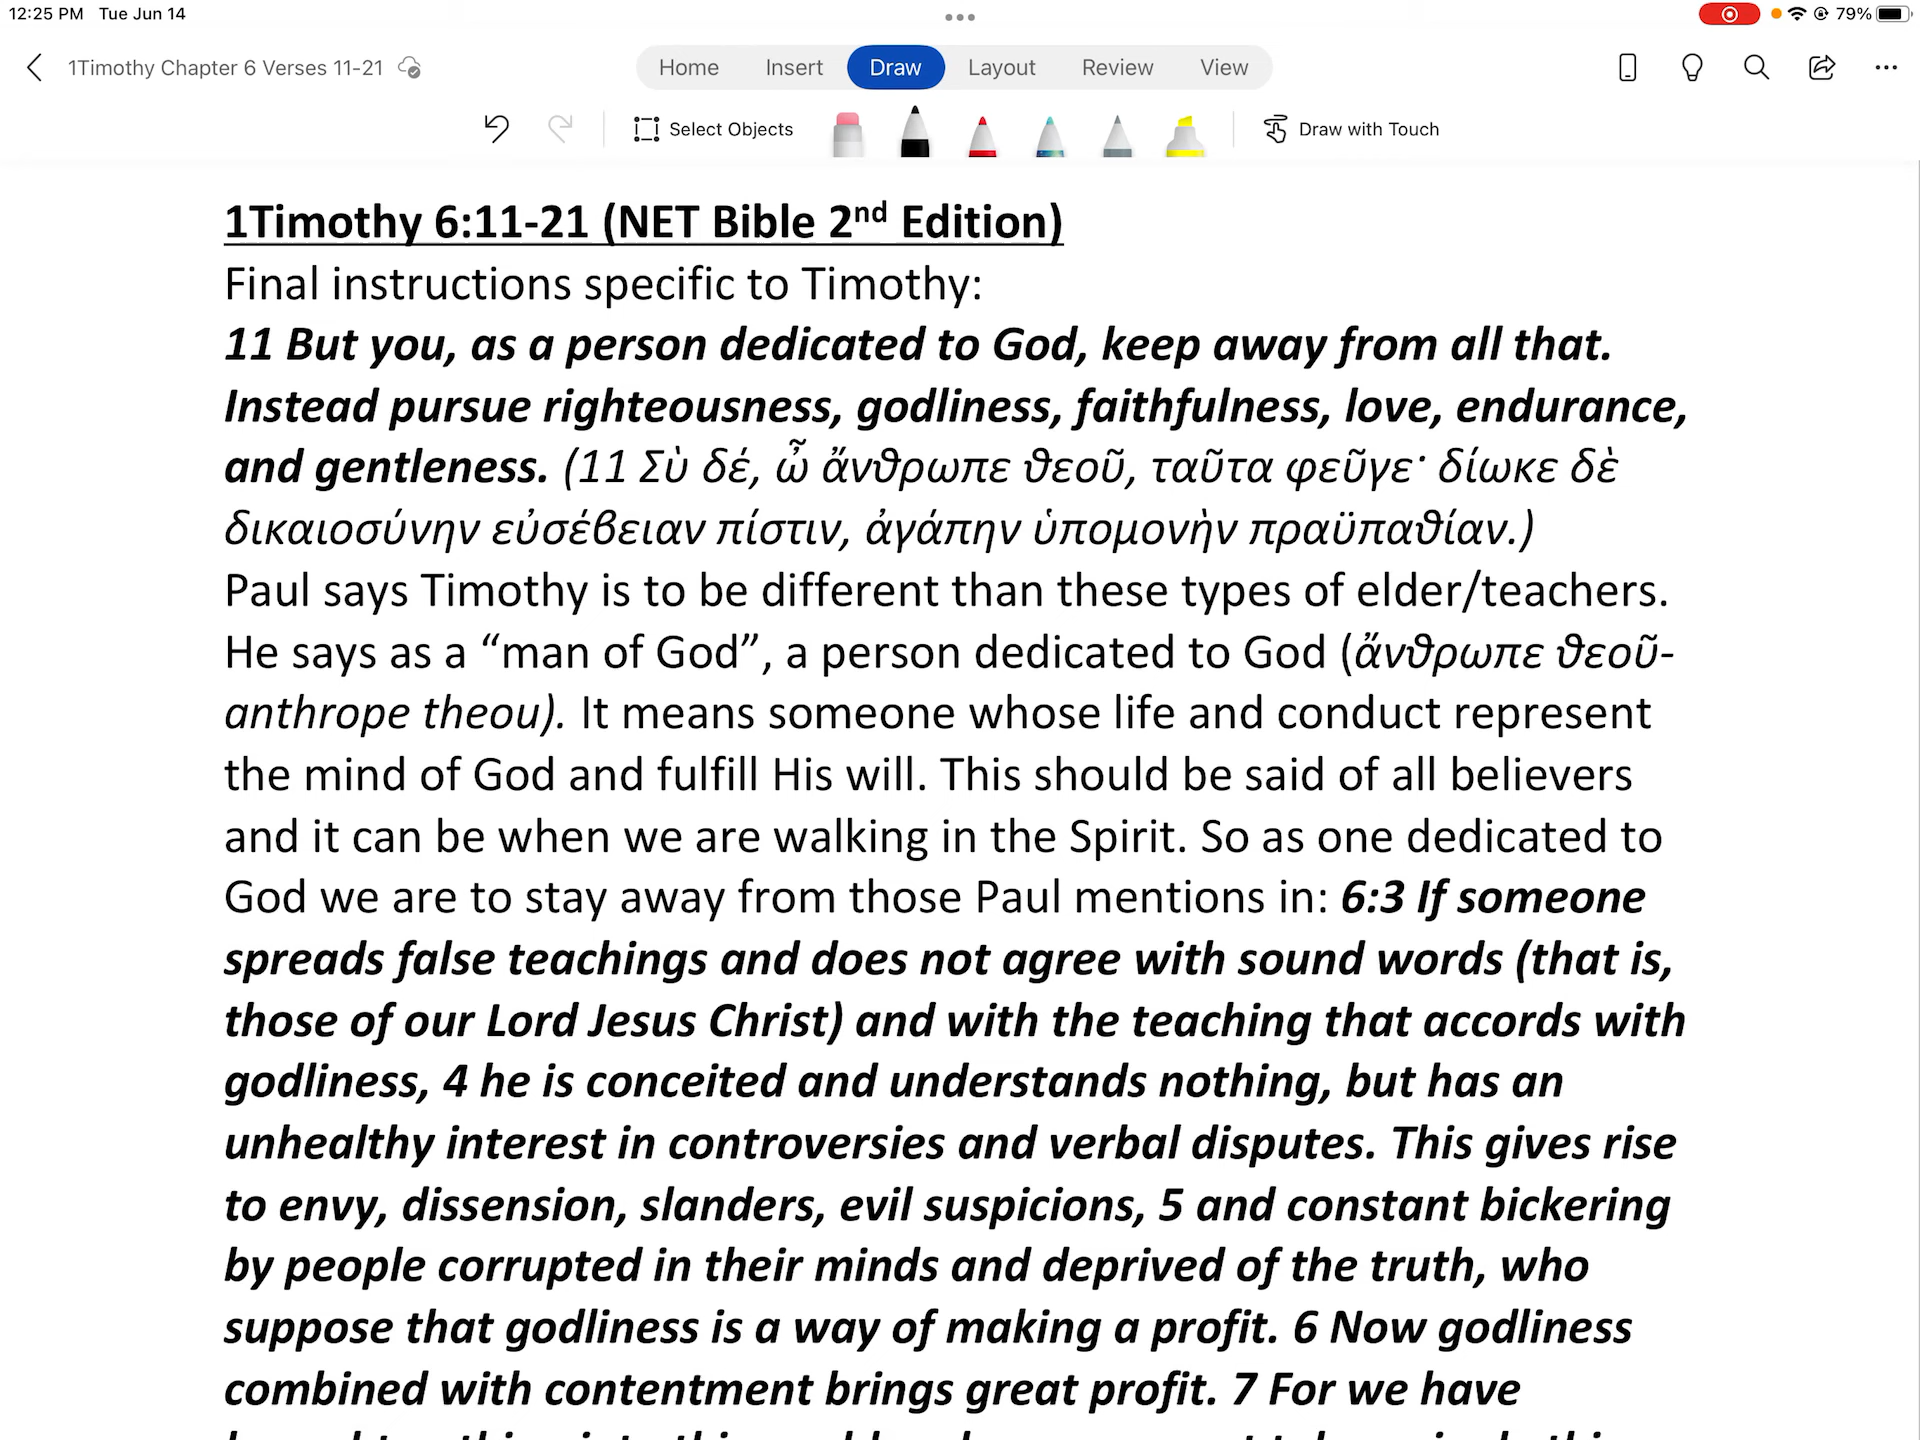 12:25 PM Tue Jun 14
79%
1Timothy Chapter 6 Verses 11-21
Home Insert Draw Layout Review View
Select Objects
Draw with Touch
1Timothy 6:11-21 (NET Bible 2nd Edition)
Final instructions specific to Timothy:
11 But you, as a person dedicated to God, keep away from all that.
Instead pursue righteousness, godliness, faithfulness, love, endurance,
and gentleness. (11 Σὺ δέ, ὦ ἄνθρωπε θεοῦ, ταῦτα φεῦγε· δίωκε δὲ
δικαιοσύνην εὐσέβειαν πίστιν, ἀγάπην ὑπομονὴν πραϋπαθίαν.)
Paul says Timothy is to be different than these types of elder/teachers.
He says as a “man of God”, a person dedicated to God (ἄνθρωπε θεοῦ-
anthrope theou). It means someone whose life and conduct represent
the mind of God and fulfill His will. This should be said of all believers
and it can be when we are walking in the Spirit. So as one dedicated to
God we are to stay away from those Paul mentions in: 6:3 If someone
spreads false teachings and does not agree with sound words (that is,
those of our Lord Jesus Christ) and with the teaching that accords with
godliness, 4 he is conceited and understands nothing, but has an
unhealthy interest in controversies and verbal disputes. This gives rise
to envy, dissension, slanders, evil suspicions, 5 and constant bickering
by people corrupted in their minds and deprived of the truth, who
suppose that godliness is a way of making a profit. 6 Now godliness
combined with contentment brings great profit. 7 For we have